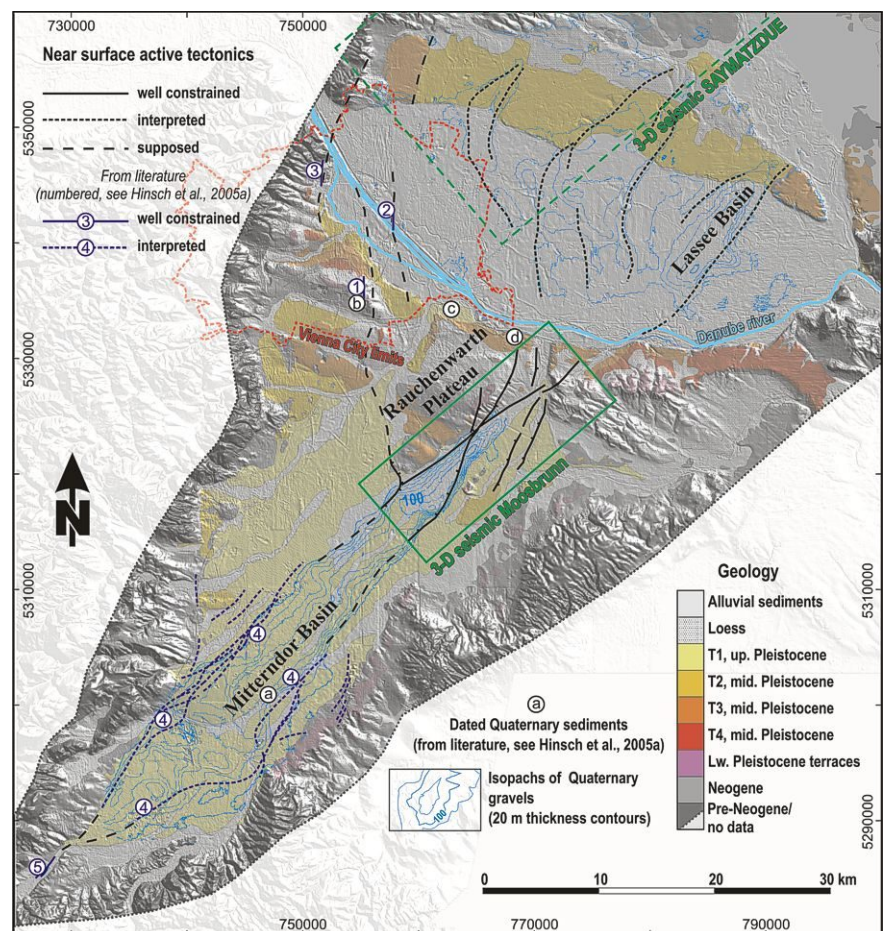 730000
750000
Near surface active tectonics
well constrained
interpreted
supposed
From literature
(numbered, see Hinsch et al., 2005a)
3
well constrained
4
interpreted
5350000
5330000
5310000
5310000
5290000
5290000
3-D seismic SAYMATZDUE
3
2
1
b
c
d
Lassee Basin
Danube river
Vienna City limits
Rauchenwarth
Plateau
100
3-D seismic Moosbrunn
N
Mitterndorf Basin
4
4
a
4
4
5
Geology
Alluvial sediments
Loess
T1, up. Pleistocene
T2, mid. Pleistocene
T3, mid. Pleistocene
T4, mid. Pleistocene
Lw. Pleistocene terraces
Neogene
Pre-Neogene/
no data
a
Dated Quaternary sediments
(from literature, see Hinsch et al., 2005a)
Isopachs of Quaternary
gravels
(20 m thickness contours)
100
0 10 20 30 km
750000
770000
790000